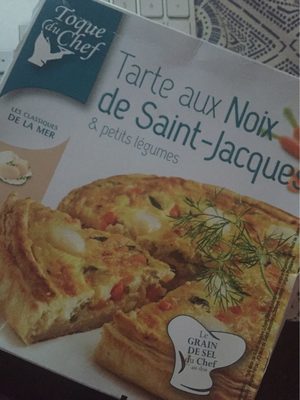 Toque
du Chef
LES CLASSIQUES
DE LA MER
Tarte aux Noix
de Saint-Jacques
& petits légumes
Le
GRAIN
DE SEL
du Chef